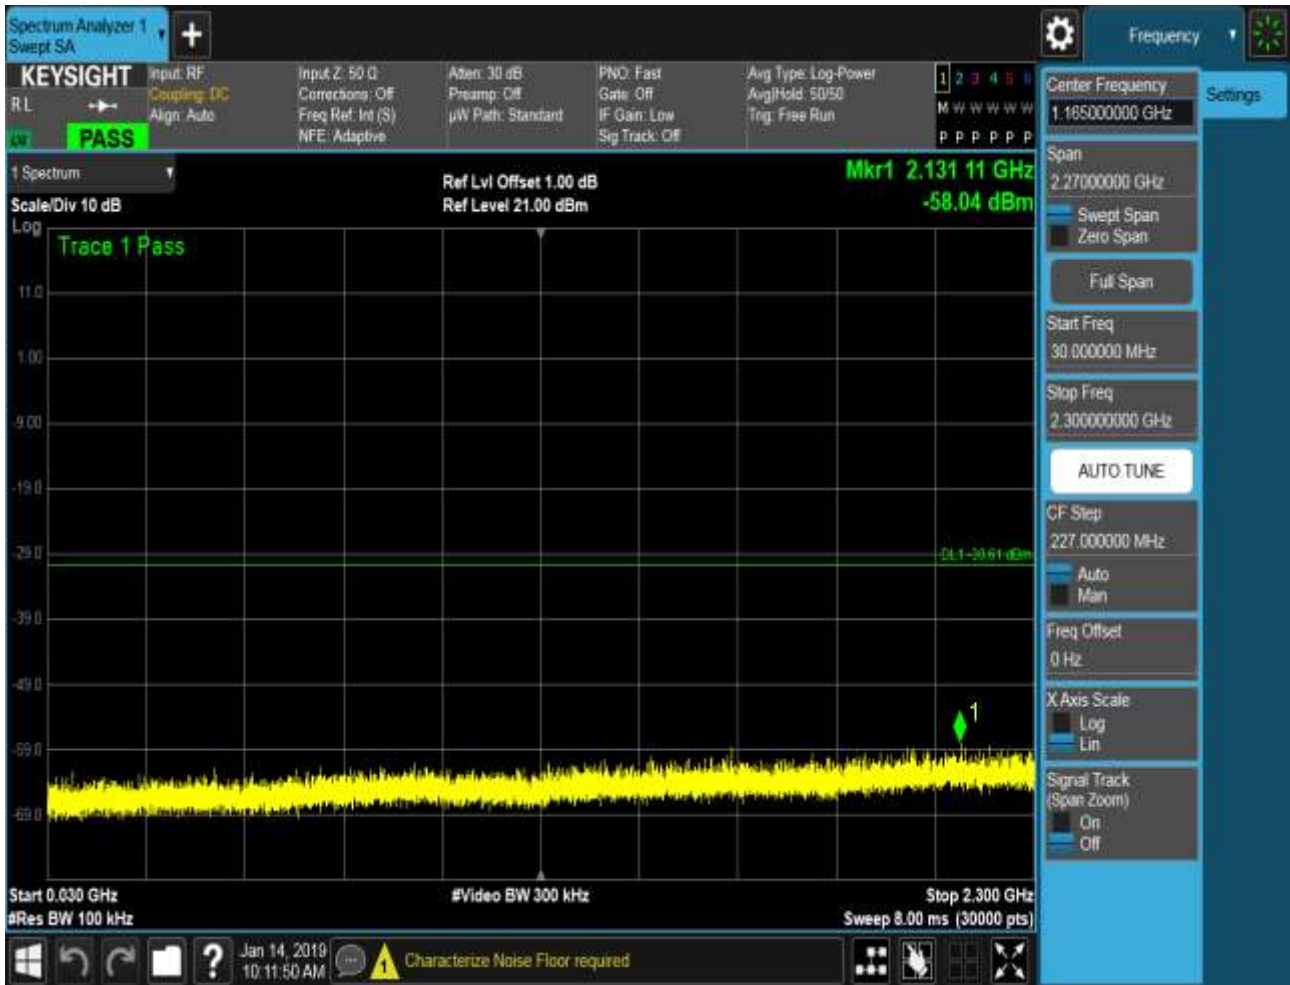 Spectrum Analyzer 1
Swept SA
+
Frequency
KEYSIGHT
R L
PASS
Input: RF
Coupling: DC
Align: Auto
Input Z: 50 Ω
Corrections: Off
Freq Ref: Int (S)
NFE: Adaptive
Atten: 30 dB
Preamp: Off
µW Path: Standard
PNO: Fast
Gate: Off
IF Gain: Low
Sig Track: Off
Avg Type: Log-Power
Avg|Hold: 50/50
Trig: Free Run
1 2 3 4 5 6
M W W W W W
P P P P P P
1 Spectrum
Scale/Div 10 dB
Log
Ref Lvl Offset 1.00 dB
Ref Level 21.00 dBm
Mkr1 2.131 11 GHz
-58.04 dBm
Trace 1 Pass
11.0
1.00
-9.00
-19.0
-29.0
DL1 -30.61 dBm
-39.0
-49.0
1
-59.0
-69.0
Start 0.030 GHz
#Res BW 100 kHz
#Video BW 300 kHz
Stop 2.300 GHz
Sweep 8.00 ms (30000 pts)
?
Jan 14, 2019
10:11:50 AM
1
Characterize Noise Floor required
Center Frequency
1.165000000 GHz
Settings
Span
2.27000000 GHz
Swept Span
Zero Span
Full Span
Start Freq
30.000000 MHz
Stop Freq
2.300000000 GHz
AUTO TUNE
CF Step
227.000000 MHz
Auto
Man
Freq Offset
0 Hz
X Axis Scale
Log
Lin
Signal Track
(Span Zoom)
On
Off